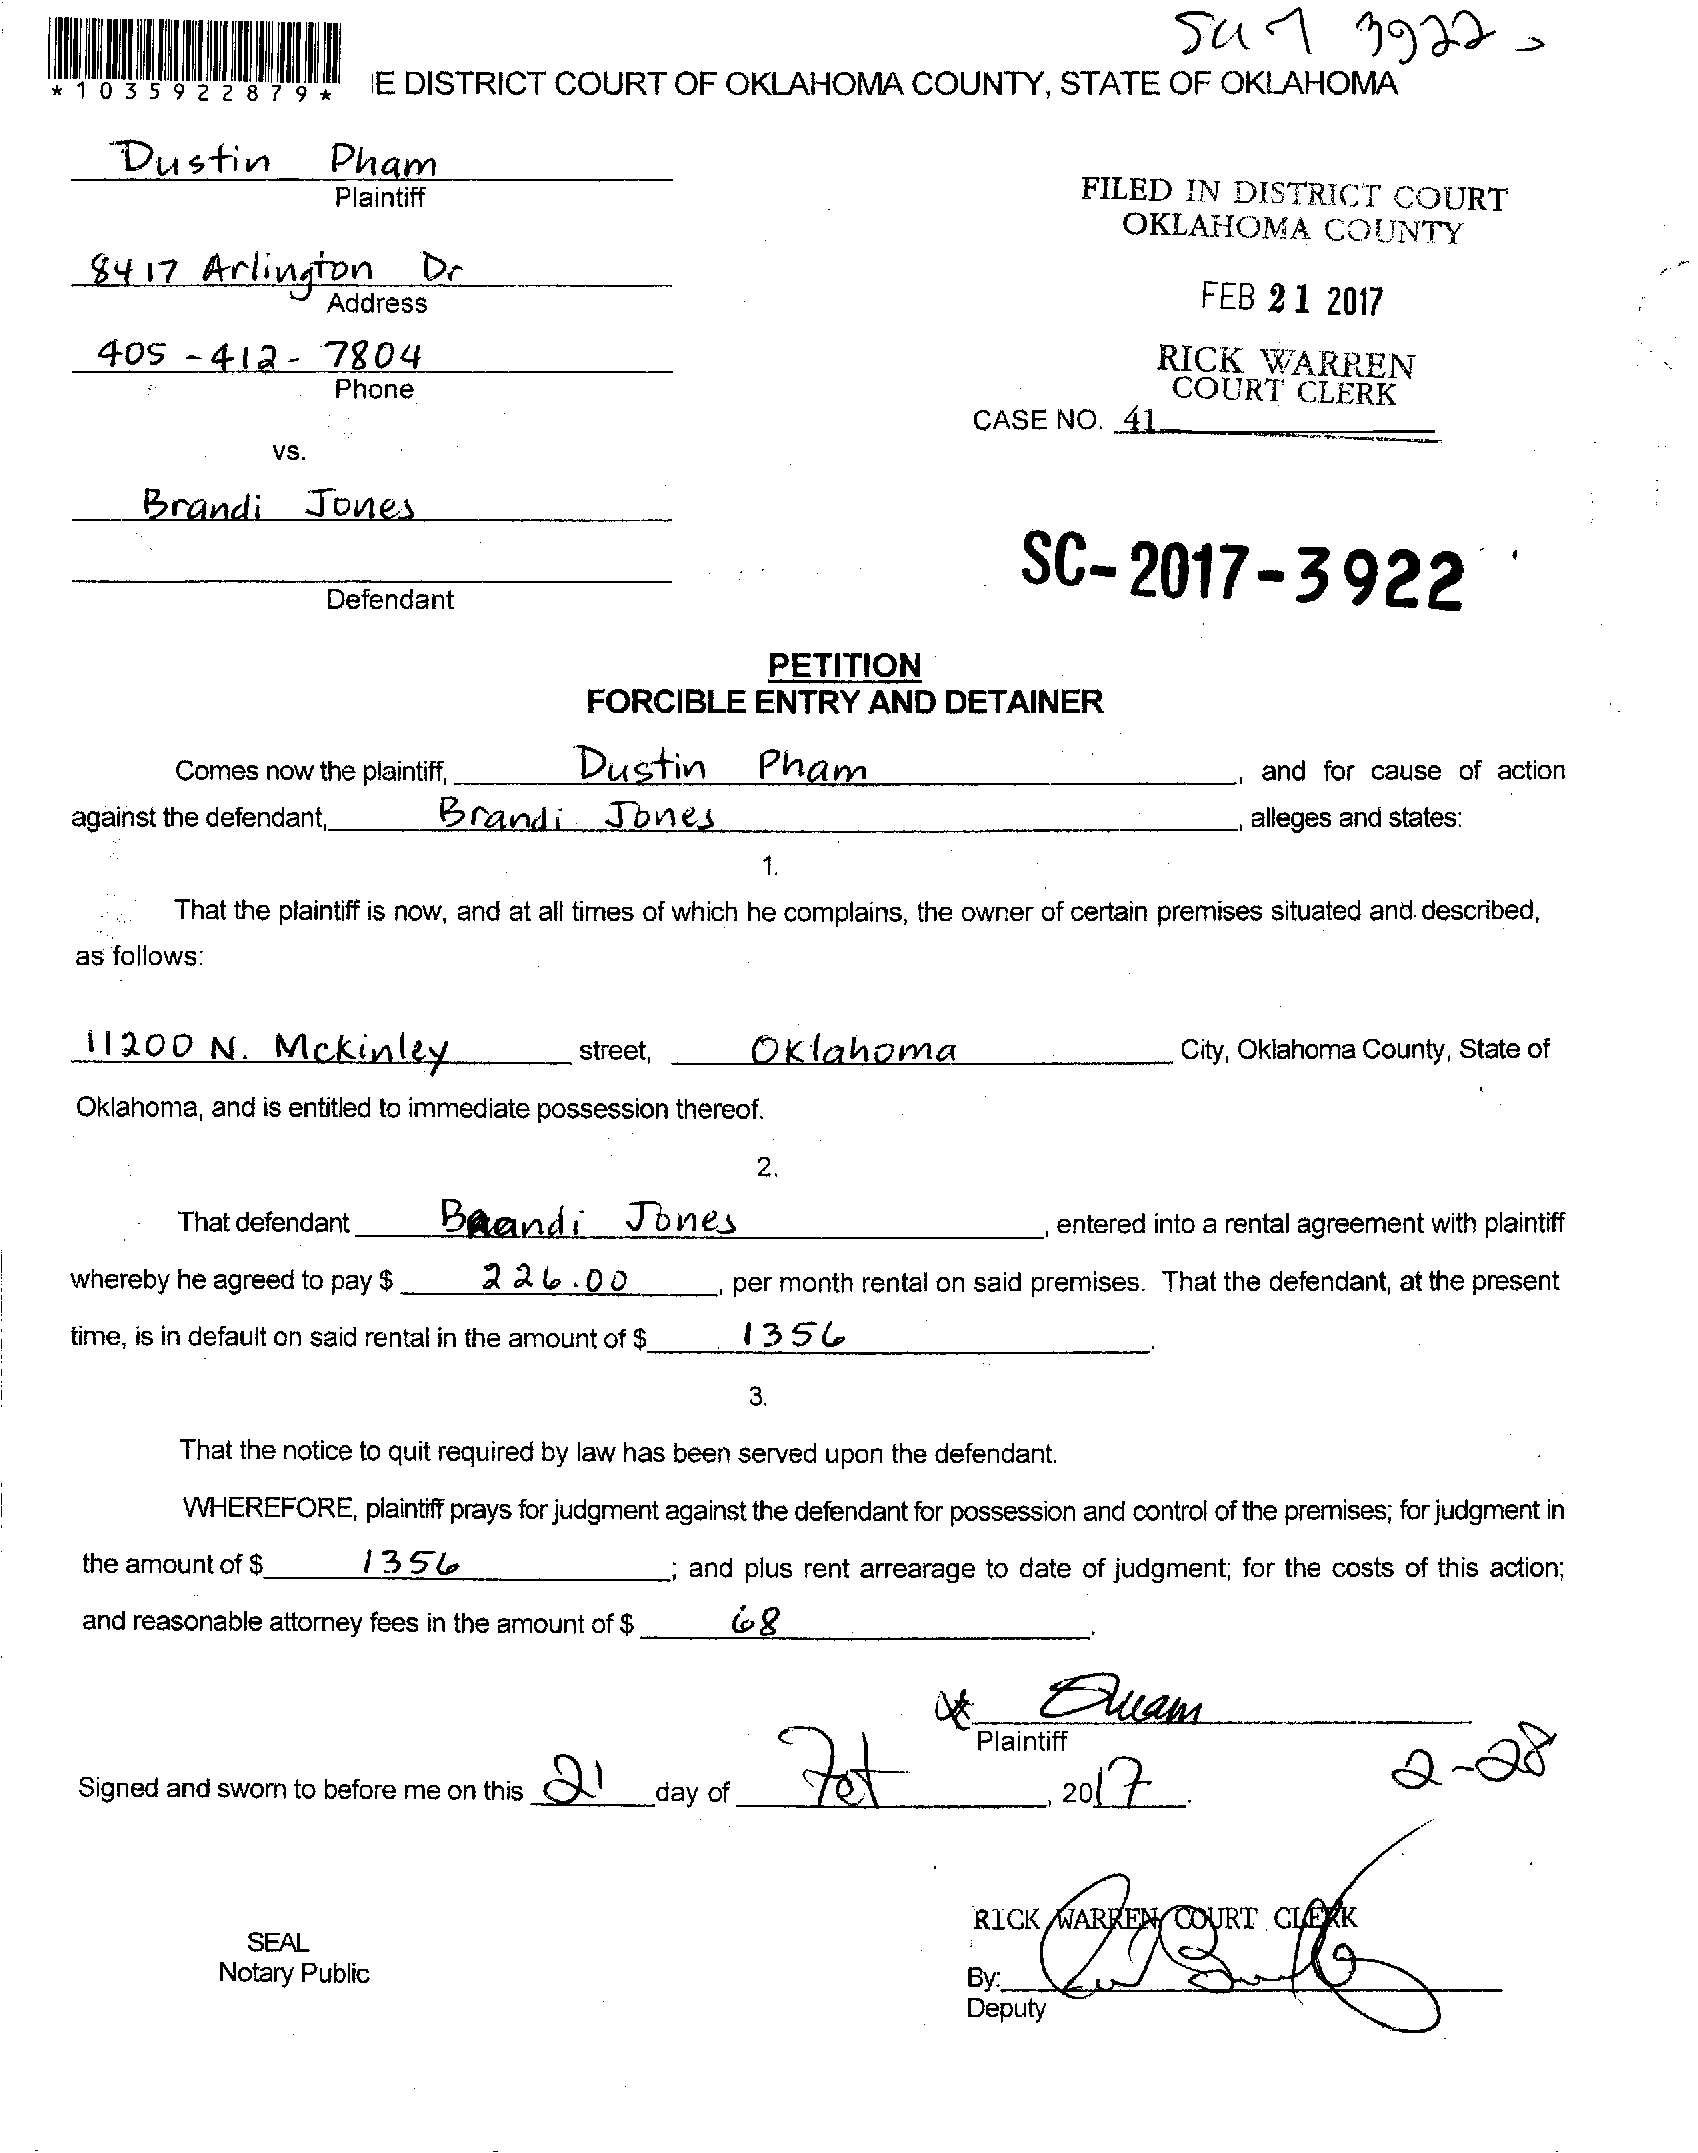 3922
*1035922879*
E DISTRICT COURT OF OKLAHOMA COUNTY, STATE OF OKLAHOMA
Dustin Pham
Plaintiff
FILED IN DISTRICT COURT
OKLAHOMA COUNTY
8417 Arlington Dr
Address
FEB 21 2017
405-412-7804
Phone
RICK WARREN
COURT CLERK
CASE NO. 41
vs.
Brandi Jones
Defendant
SC-2017-3922
PETITION
FORCIBLE ENTRY AND DETAINER
Comes now the plaintiff, Dustin Pham, and for cause of action
against the defendant, Brandi Jones, alleges and states:
1.
That the plaintiff is now, and at all times of which he complains, the owner of certain premises situated and described,
as follows:
11200 N. Mckinley street, Oklahoma City, Oklahoma County, State of
Oklahoma, and is entitled to immediate possession thereof.
2.
That defendant Brandi Jones, entered into a rental agreement with plaintiff
whereby he agreed to pay $ 226.00, per month rental on said premises. That the defendant, at the present
time, is in default on said rental in the amount of $ 1356.
3.
That the notice to quit required by law has been served upon the defendant.
WHEREFORE, plaintiff prays for judgment against the defendant for possession and control of the premises; for judgment in
the amount of $ 1356; and plus rent arrearage to date of judgment; for the costs of this action;
and reasonable attorney fees in the amount of $ 68.
Plaintiff
2-28
Signed and sworn to before me on this 21 day of Feb, 2017.
RICK WARREN COURT CLERK
SEAL
Notary Public
By:
Deputy